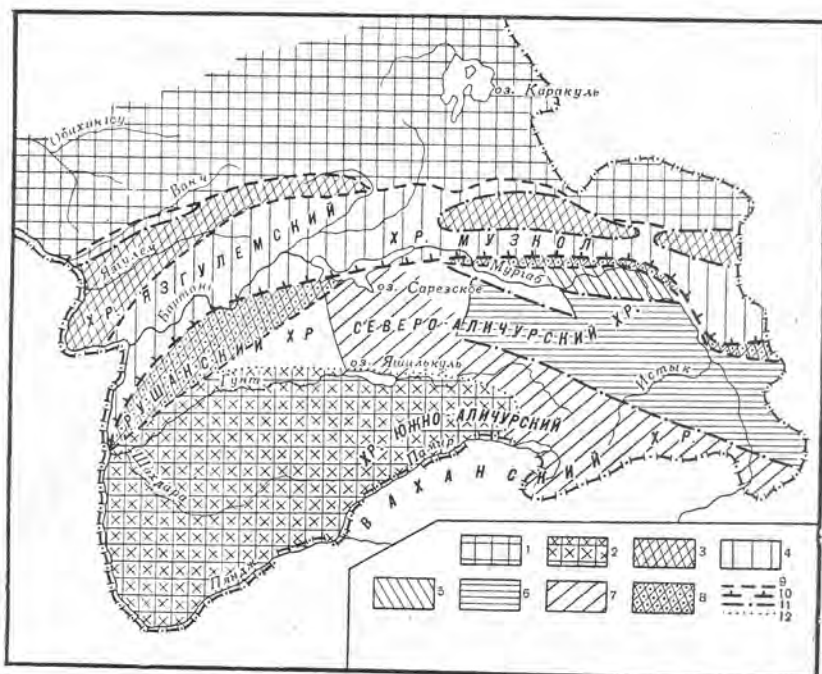 оз. Каракуль
Обихингоу
Ванч
Язгулем
ХР. ЯЗГУЛЕМСКИЙ
ХР. МУЗКОЛ
Бартанг
Мургаб
оз. Сарезское
РУШАНСКИЙ ХР.
СЕВЕРО-АЛИЧУРСКИЙ ХР.
оз. Яшилькуль
Гунт
Истык
ХР. ЮЖНО-АЛИЧУРСКИЙ
Памир
ХР.
Шахдара
ВАХАНСКИЙ
Пяндж
1 2 3 4
5 6 7 8
9
10
11
12